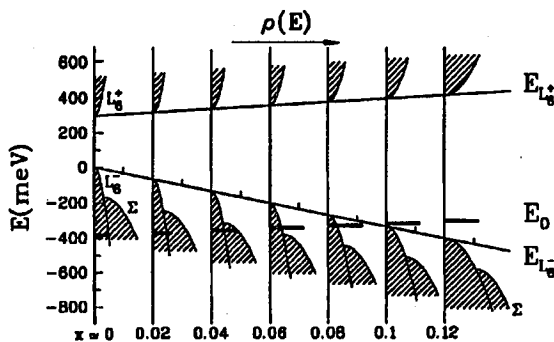 ρ(E)
600
400
200
0
-200
-400
-600
-800
E(meV)
L₆⁺
L₆⁻
Σ
E_L₆⁺
E₀
E_L₆⁻
Σ
x = 0 0.02 0.04 0.06 0.08 0.1 0.12